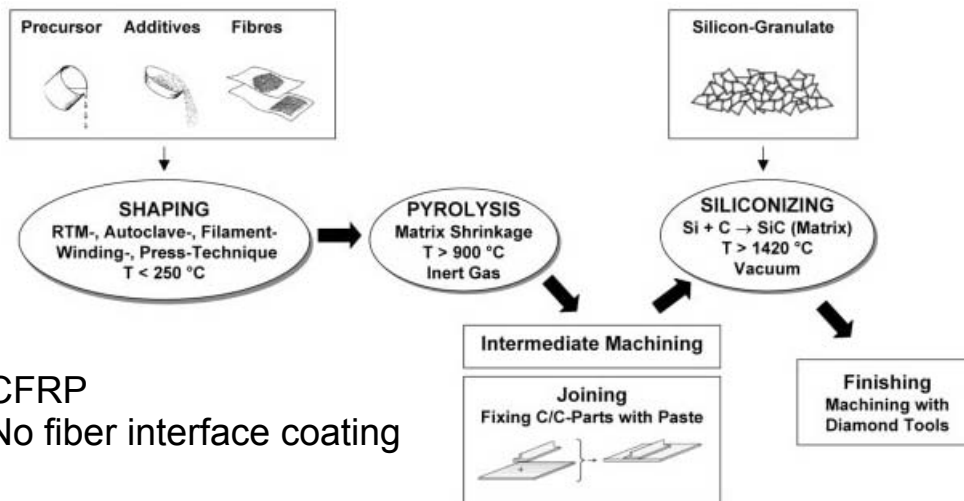 Precursor Additives Fibres
Silicon-Granulate
SHAPING
RTM-, Autoclave-, Filament-
Winding-, Press-Technique
T < 250 °C
PYROLYSIS
Matrix Shrinkage
T > 900 °C
Inert Gas
SILICONIZING
Si + C → SiC (Matrix)
T > 1420 °C
Vacuum
Intermediate Machining
Joining
Fixing C/C-Parts with Paste
Finishing
Machining with
Diamond Tools
CFRP
No fiber interface coating